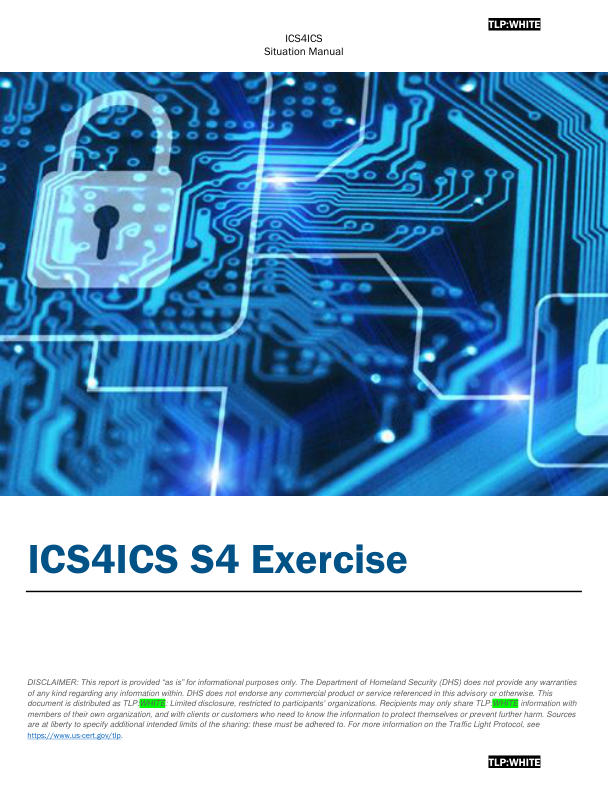 TLP:WHITE
ICS4ICS
Situation Manual
ICS4ICS S4 Exercise
DISCLAIMER: This report is provided "as is" for informational purposes only. The Department of Homeland Security (DHS) does not provide any warranties
of any kind regarding any information within. DHS does not endorse any commercial product or service referenced in this advisory or otherwise. This
document is distributed as TLP:WHITE: Limited disclosure, restricted to participants' organizations. Recipients may only share TLP:WHITE information with
members of their own organization, and with clients or customers who need to know the information to protect themselves or prevent further harm. Sources
are at liberty to specify additional intended limits of the sharing: these must be adhered to. For more information on the Traffic Light Protocol, see
https://www.us-cert.gov/tlp.
TLP:WHITE